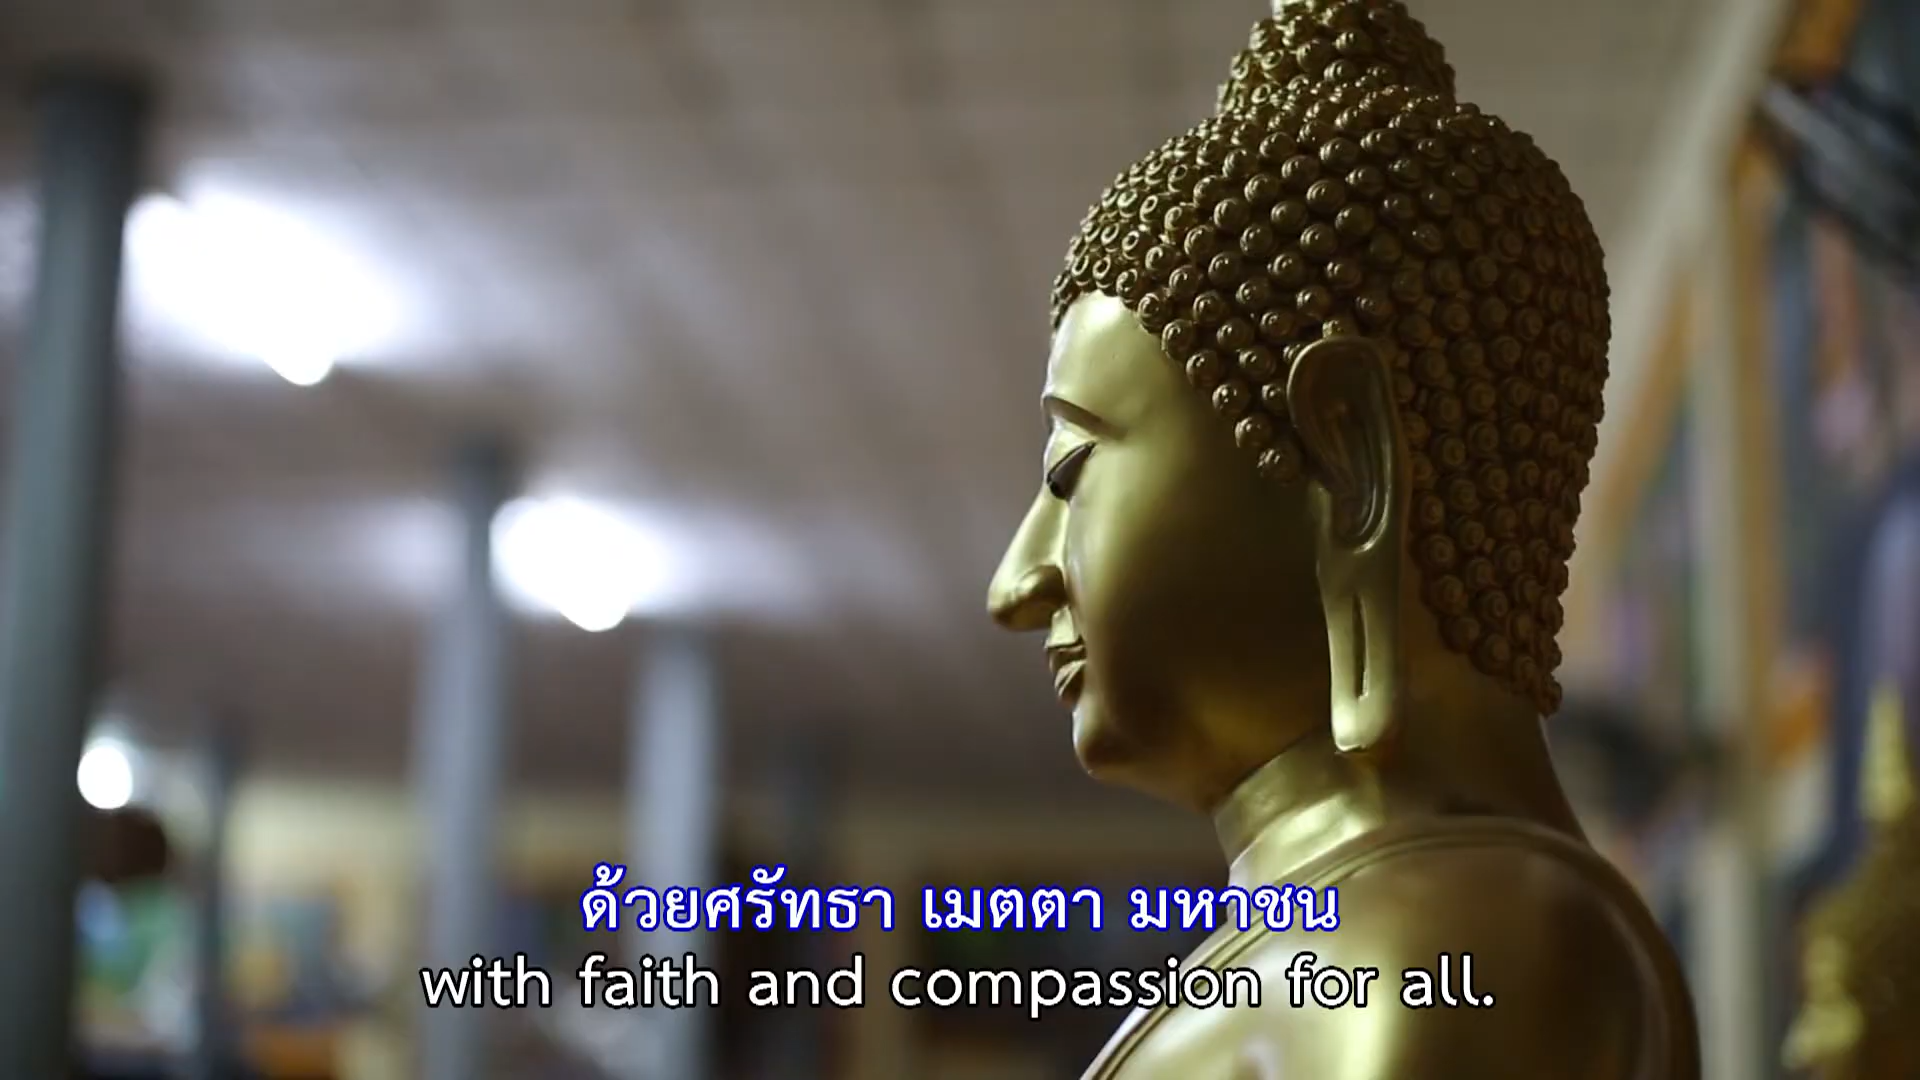 ด้วยศรัทธา เมตตา มหาชน
with faith and compassion for all.